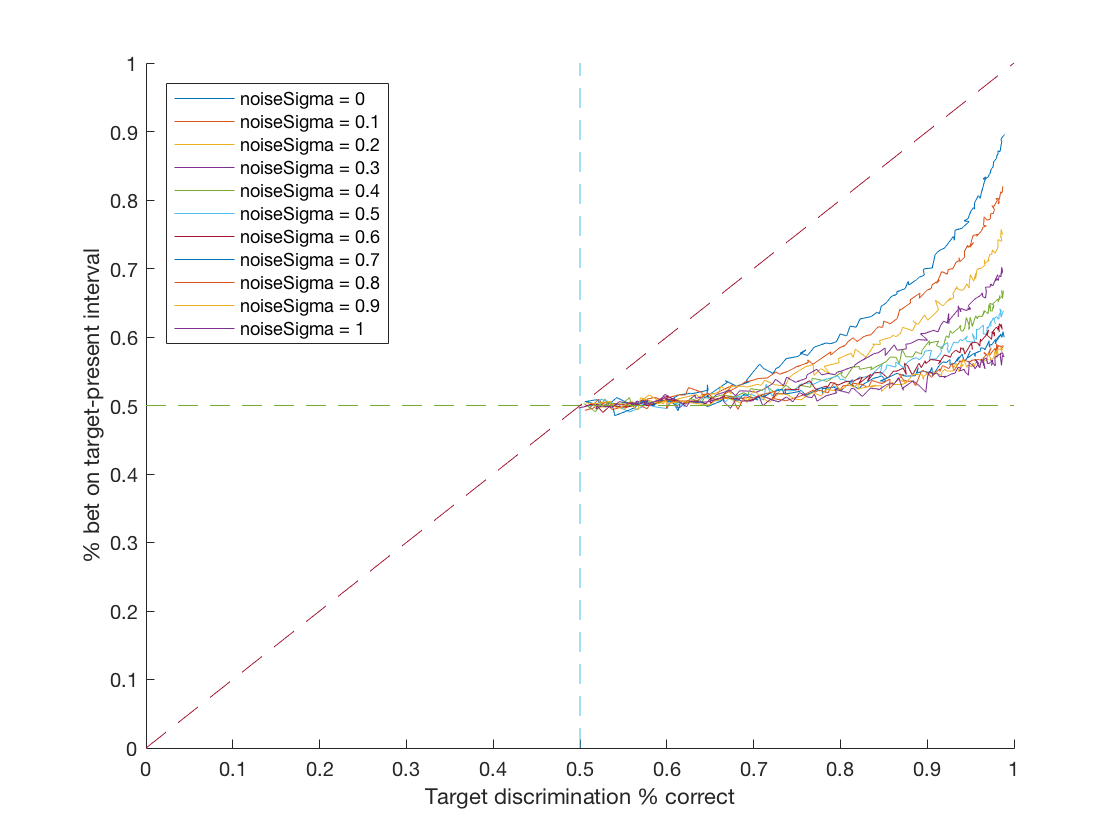 1
0.9
0.8
0.7
0.6
0.5
0.4
0.3
0.2
0.1
0
% bet on target-present interval
noiseSigma = 0
noiseSigma = 0.1
noiseSigma = 0.2
noiseSigma = 0.3
noiseSigma = 0.4
noiseSigma = 0.5
noiseSigma = 0.6
noiseSigma = 0.7
noiseSigma = 0.8
noiseSigma = 0.9
noiseSigma = 1
0 0.1 0.2 0.3 0.4 0.5 0.6 0.7 0.8 0.9 1
Target discrimination % correct